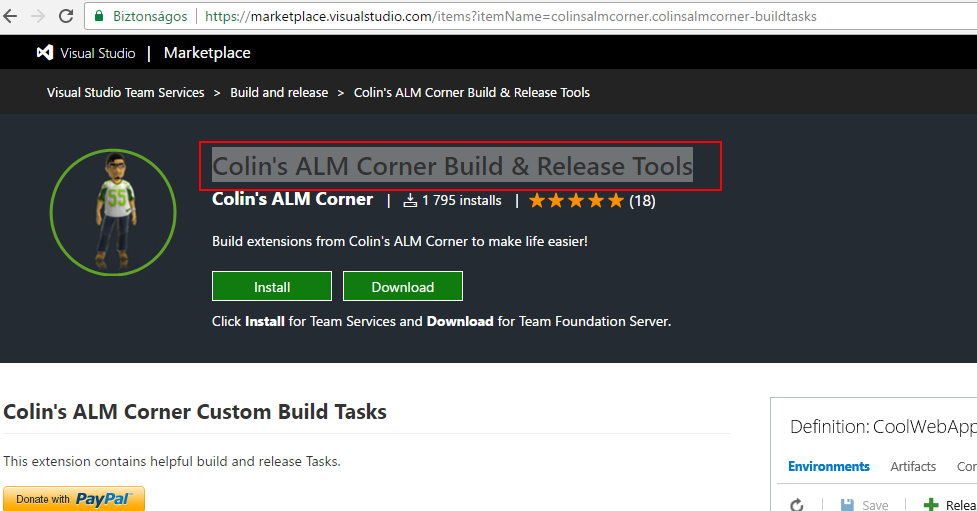 Biztonságos | https://marketplace.visualstudio.com/items?itemName=colinsalmcorner.colinsalmcorner-buildtasks
Visual Studio | Marketplace
Visual Studio Team Services > Build and release > Colin's ALM Corner Build & Release Tools
Colin's ALM Corner Build & Release Tools
Colin's ALM Corner | 1 795 installs | (18)
Build extensions from Colin's ALM Corner to make life easier!
Install Download
Click Install for Team Services and Download for Team Foundation Server.
Colin's ALM Corner Custom Build Tasks
This extension contains helpful build and release Tasks.
Donate with PayPal
Definition: CoolWebApp
Environments Artifacts Con
Save Relea
55